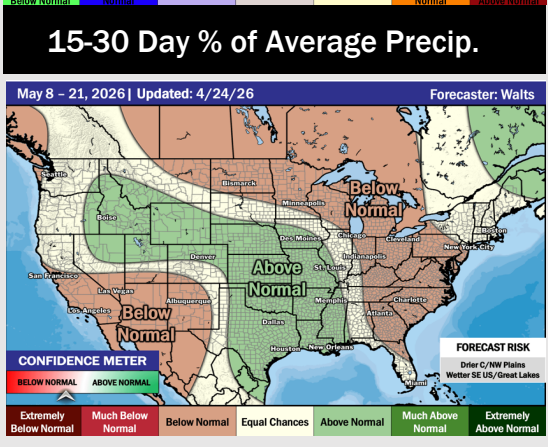 Below Normal
Normal
Normal
Above Normal
15-30 Day % of Average Precip.
May 8 – 21, 2026| Updated: 4/24/26
Forecaster: Walts
Seattle
Bismarck
Below
Normal
Minneapolis
Boise
Boston
Chicago
Cleveland
New York City
Des Moines
Denver
Indianapolis
Above
Normal
St. Louis
San Francisco
Las Vegas
Albuquerque
Memphis
Charlotte
Los Angeles
Below
Normal
Atlanta
Dallas
Houston
New Orleans
Miami
CONFIDENCE METER
BELOW NORMAL
ABOVE NORMAL
FORECAST RISK
Drier C/NW Plains
Wetter SE US/Great Lakes
Extremely
Below Normal
Much Below
Normal
Below Normal
Equal Chances
Above Normal
Much Above
Normal
Extremely
Above Normal